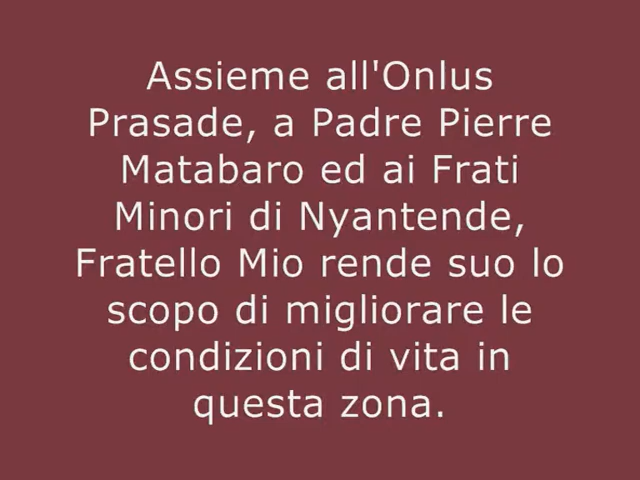 Assieme all'Onlus
Prasade, a Padre Pierre
Matabaro ed ai Frati
Minori di Nyantende,
Fratello Mio rende suo lo
scopo di migliorare le
condizioni di vita in
questa zona.